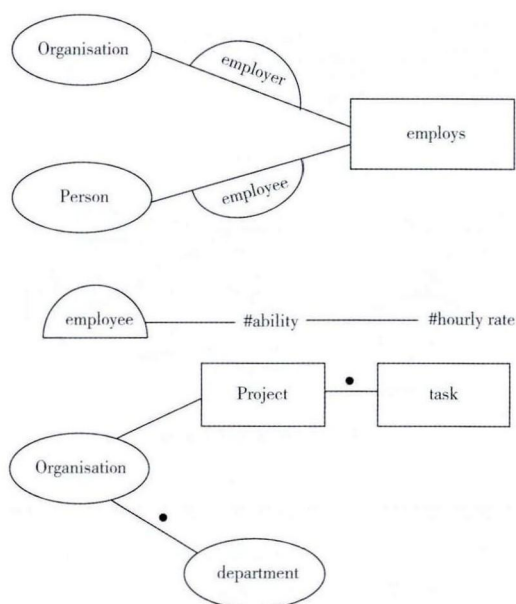 Organisation
employer
employs
Person
employee
employee
#ability
#hourly rate
Project
task
Organisation
department